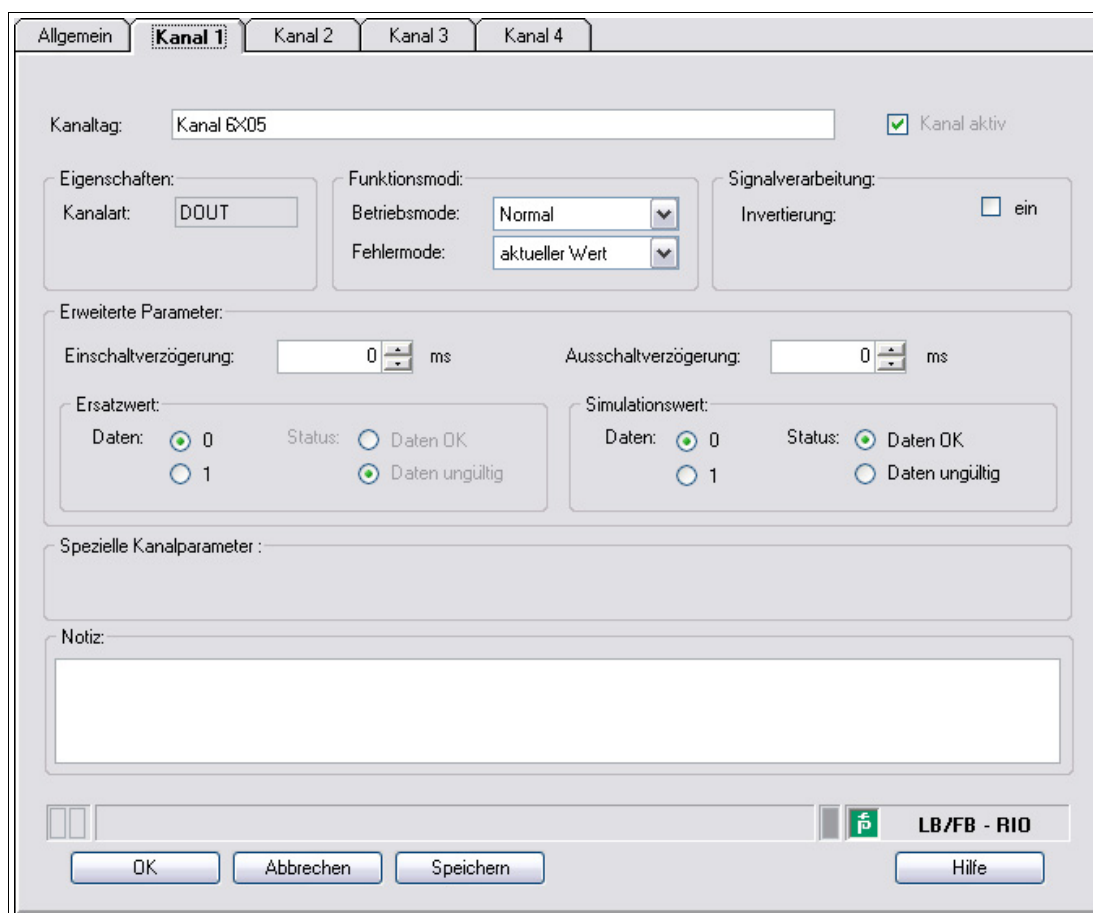 Allgemein Kanal 1 Kanal 2 Kanal 3 Kanal 4
Kanaltag: Kanal 6X05 Kanal aktiv
Eigenschaften: Funktionsmodi: Signalverarbeitung:
Kanalart: DOUT Betriebsmode: Normal Invertierung: ein
Fehlermode: aktueller Wert
Erweiterte Parameter:
Einschaltverzögerung: 0 ms Ausschaltverzögerung: 0 ms
Ersatzwert: Simulationswert:
Daten: 0 Status: Daten OK Daten: 0 Status: Daten OK
1 Daten ungültig 1 Daten ungültig
Spezielle Kanalparameter :
Notiz:
LB/FB - RIO
OK Abbrechen Speichern Hilfe